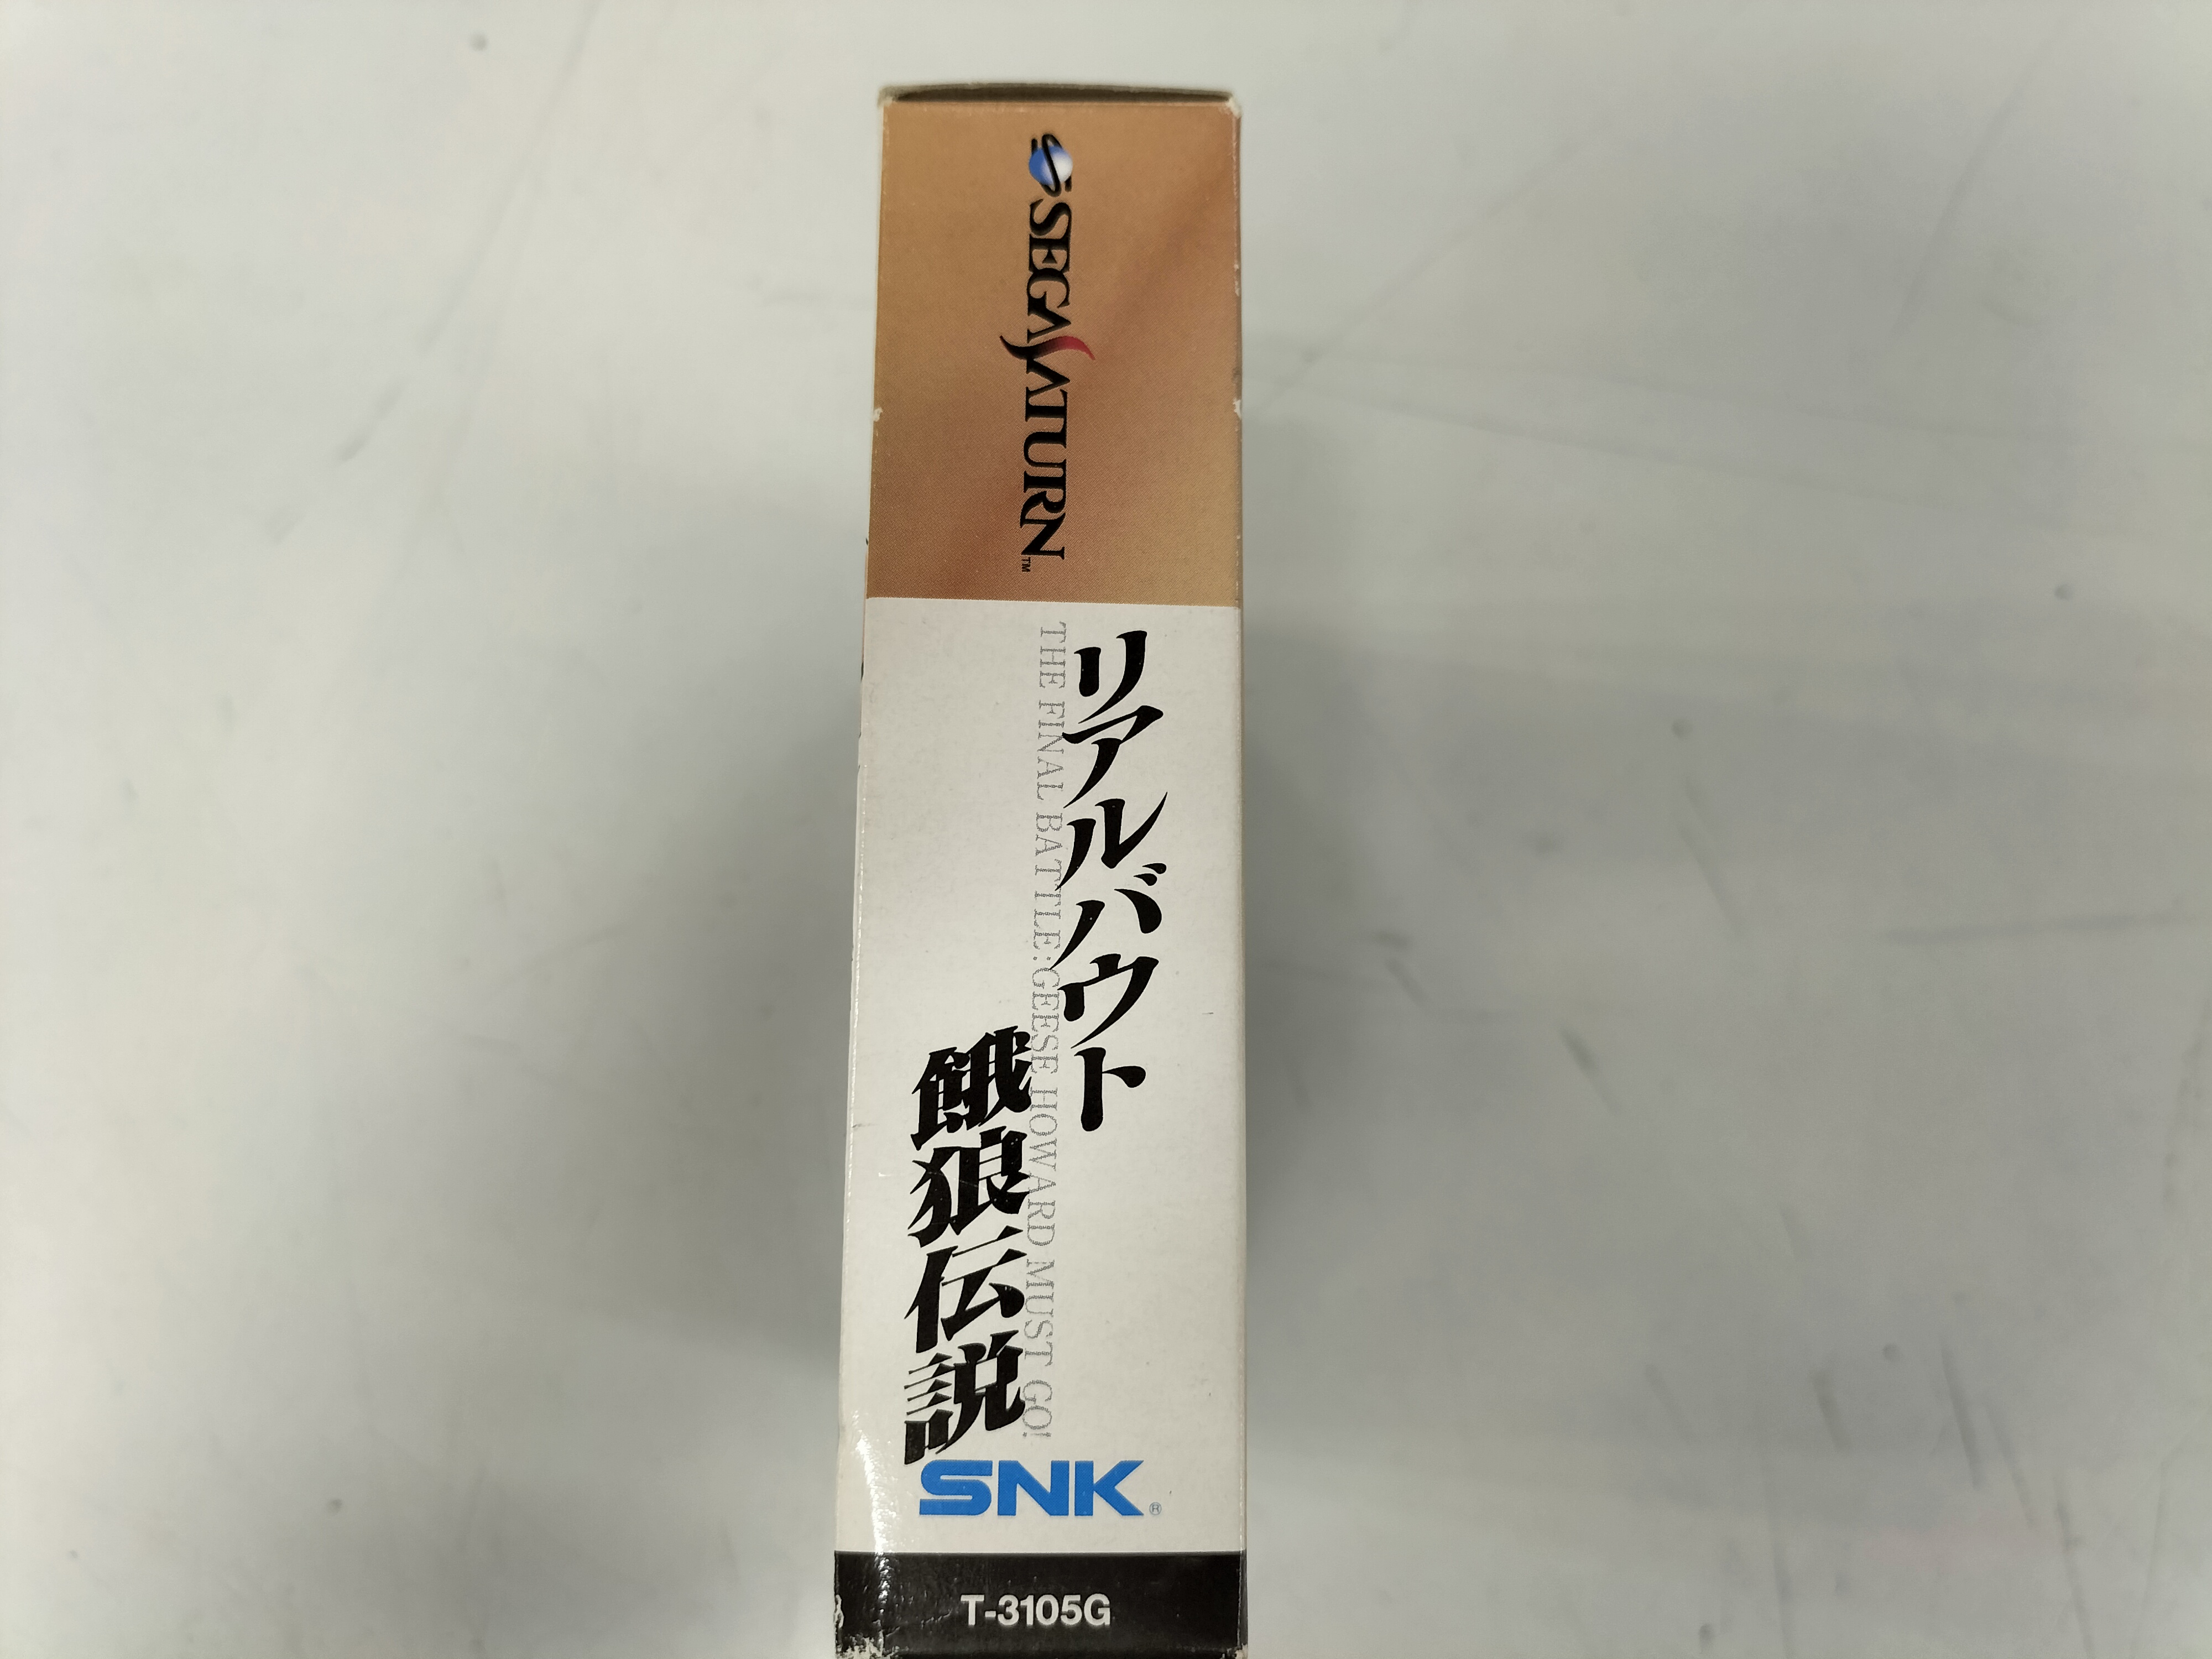 SEGA SATURN™
リアルバウト
THE FINAL BATTLE:GEESE HOWARD MUST GO!
餓狼伝説
SNK®
T-3105G